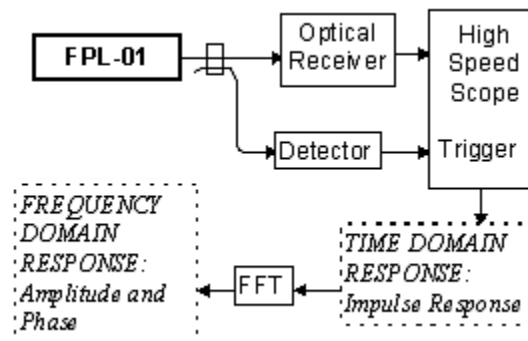 FPL-01
Optical
Receiver
High
Speed
Scope
Detector
Trigger
FREQUENCY
DOMAIN
RESPONSE:
Amplitude and
Phase
FFT
TIME DOMAIN
RESPONSE:
Impulse Response